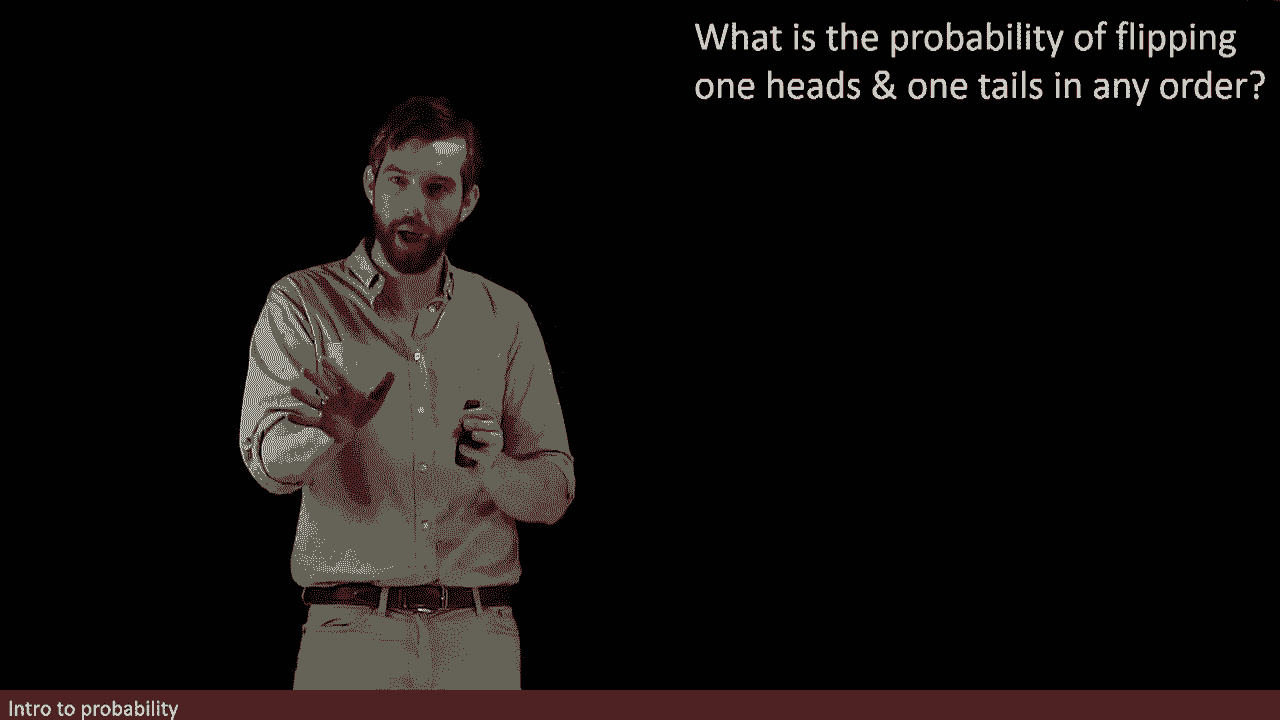 What is the probability of flipping
one heads & one tails in any order?
Intro to probability